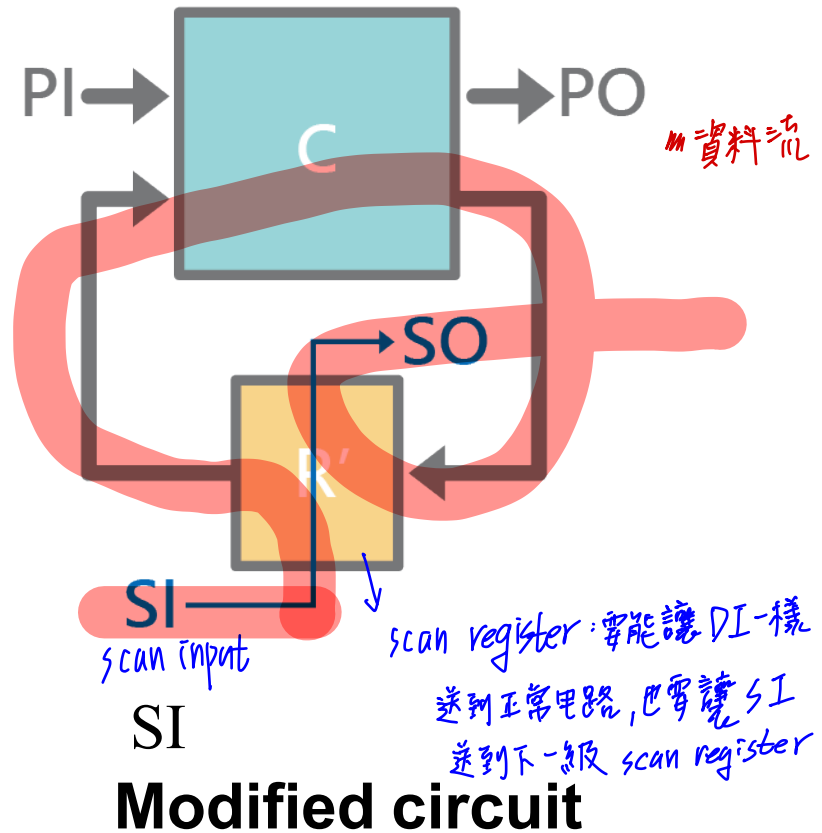 PI
PO
C
資料流
SO
R'
SI
scan input
scan register:要能讓DI一樣
送到正常电路,也要讓SI
送到下一級 scan register
SI
Modified circuit